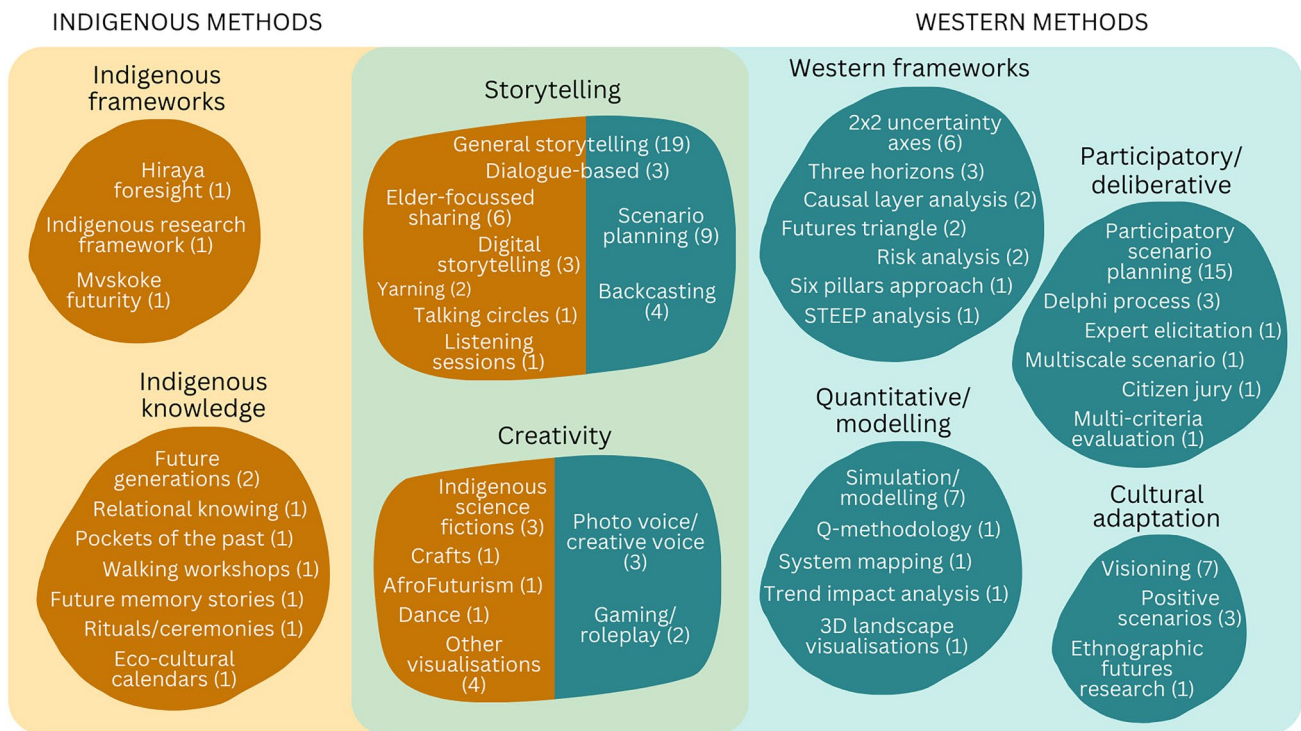 INDIGENOUS METHODS
WESTERN METHODS
Indigenous
frameworks
Hiraya
foresight (1)
Indigenous research
framework (1)
Mvskoke
futurity (1)
Indigenous
knowledge
Future
generations (2)
Relational knowing (1)
Pockets of the past (1)
Walking workshops (1)
Future memory stories (1)
Rituals/ceremonies (1)
Eco-cultural
calendars (1)
Storytelling
General storytelling (19)
Dialogue-based (3)
Elder-focussed
sharing (6)
Digital
storytelling (3)
Yarning (2)
Talking circles (1)
Listening
sessions (1)
Scenario
planning (9)
Backcasting
(4)
Creativity
Indigenous
science
fictions (3)
Crafts (1)
AfroFuturism (1)
Dance (1)
Other
visualisations
(4)
Photo voice/
creative voice
(3)
Gaming/
roleplay (2)
Western frameworks
2x2 uncertainty
axes (6)
Three horizons (3)
Causal layer analysis (2)
Futures triangle (2)
Risk analysis (2)
Six pillars approach (1)
STEEP analysis (1)
Participatory/
deliberative
Participatory
scenario
planning (15)
Delphi process (3)
Expert elicitation (1)
Multiscale scenario (1)
Citizen jury (1)
Multi-criteria
evaluation (1)
Quantitative/
modelling
Simulation/
modelling (7)
Q-methodology (1)
System mapping (1)
Trend impact analysis (1)
3D landscape
visualisations (1)
Cultural
adaptation
Visioning (7)
Positive
scenarios (3)
Ethnographic
futures
research (1)